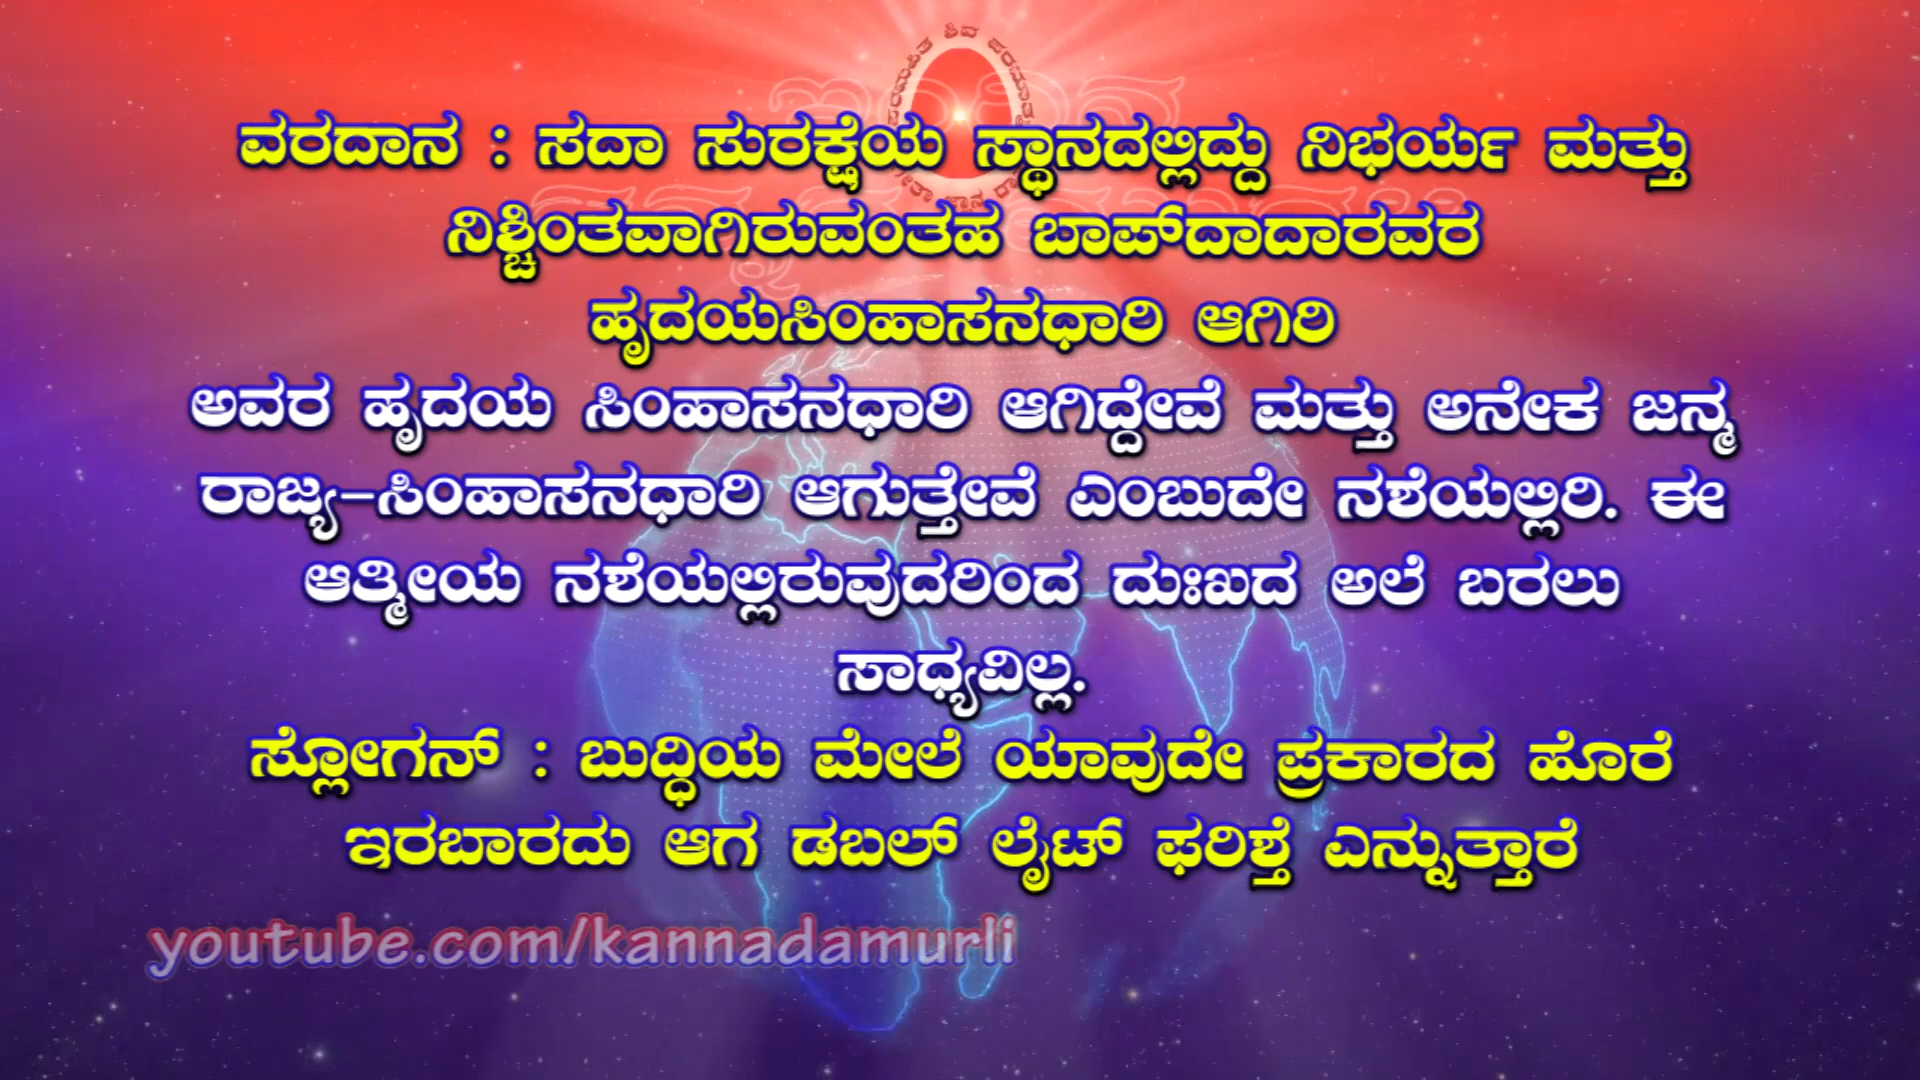 ವರದಾನ : ಸದಾ ಸುರಕ್ಷೆಯ ಸ್ಥಾನದಲ್ಲಿದ್ದು ನಿಭರ್ಯ ಮತ್ತು
ನಿಶ್ಚಿಂತವಾಗಿರುವಂತಹ ಬಾಪ್‌ದಾದಾರವರ
ಹೃದಯಸಿಂಹಾಸನಧಾರಿ ಆಗಿರಿ
ಅವರ ಹೃದಯ ಸಿಂಹಾಸನಧಾರಿ ಆಗಿದ್ದೇವೆ ಮತ್ತು ಅನೇಕ ಜನ್ಮ
ರಾಜ್ಯ-ಸಿಂಹಾಸನಧಾರಿ ಆಗುತ್ತೇವೆ ಎಂಬುದೇ ನಶೆಯಲ್ಲಿರಿ. ಈ
ಆತ್ಮೀಯ ನಶೆಯಲ್ಲಿರುವುದರಿಂದ ದುಃಖದ ಅಲೆ ಬರಲು
ಸಾಧ್ಯವಿಲ್ಲ.
ಸ್ಲೋಗನ್ : ಬುದ್ಧಿಯ ಮೇಲೆ ಯಾವುದೇ ಪ್ರಕಾರದ ಹೊರೆ
ಇರಬಾರದು ಆಗ ಡಬಲ್ ಲೈಟ್ ಫರಿಶ್ತೆ ಎನ್ನುತ್ತಾರೆ
youtube.com/kannadamurli